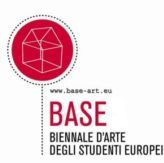 www.base-art.eu
BASE
BIENNALE D'ARTE
DEGLI STUDENTI EUROPEI